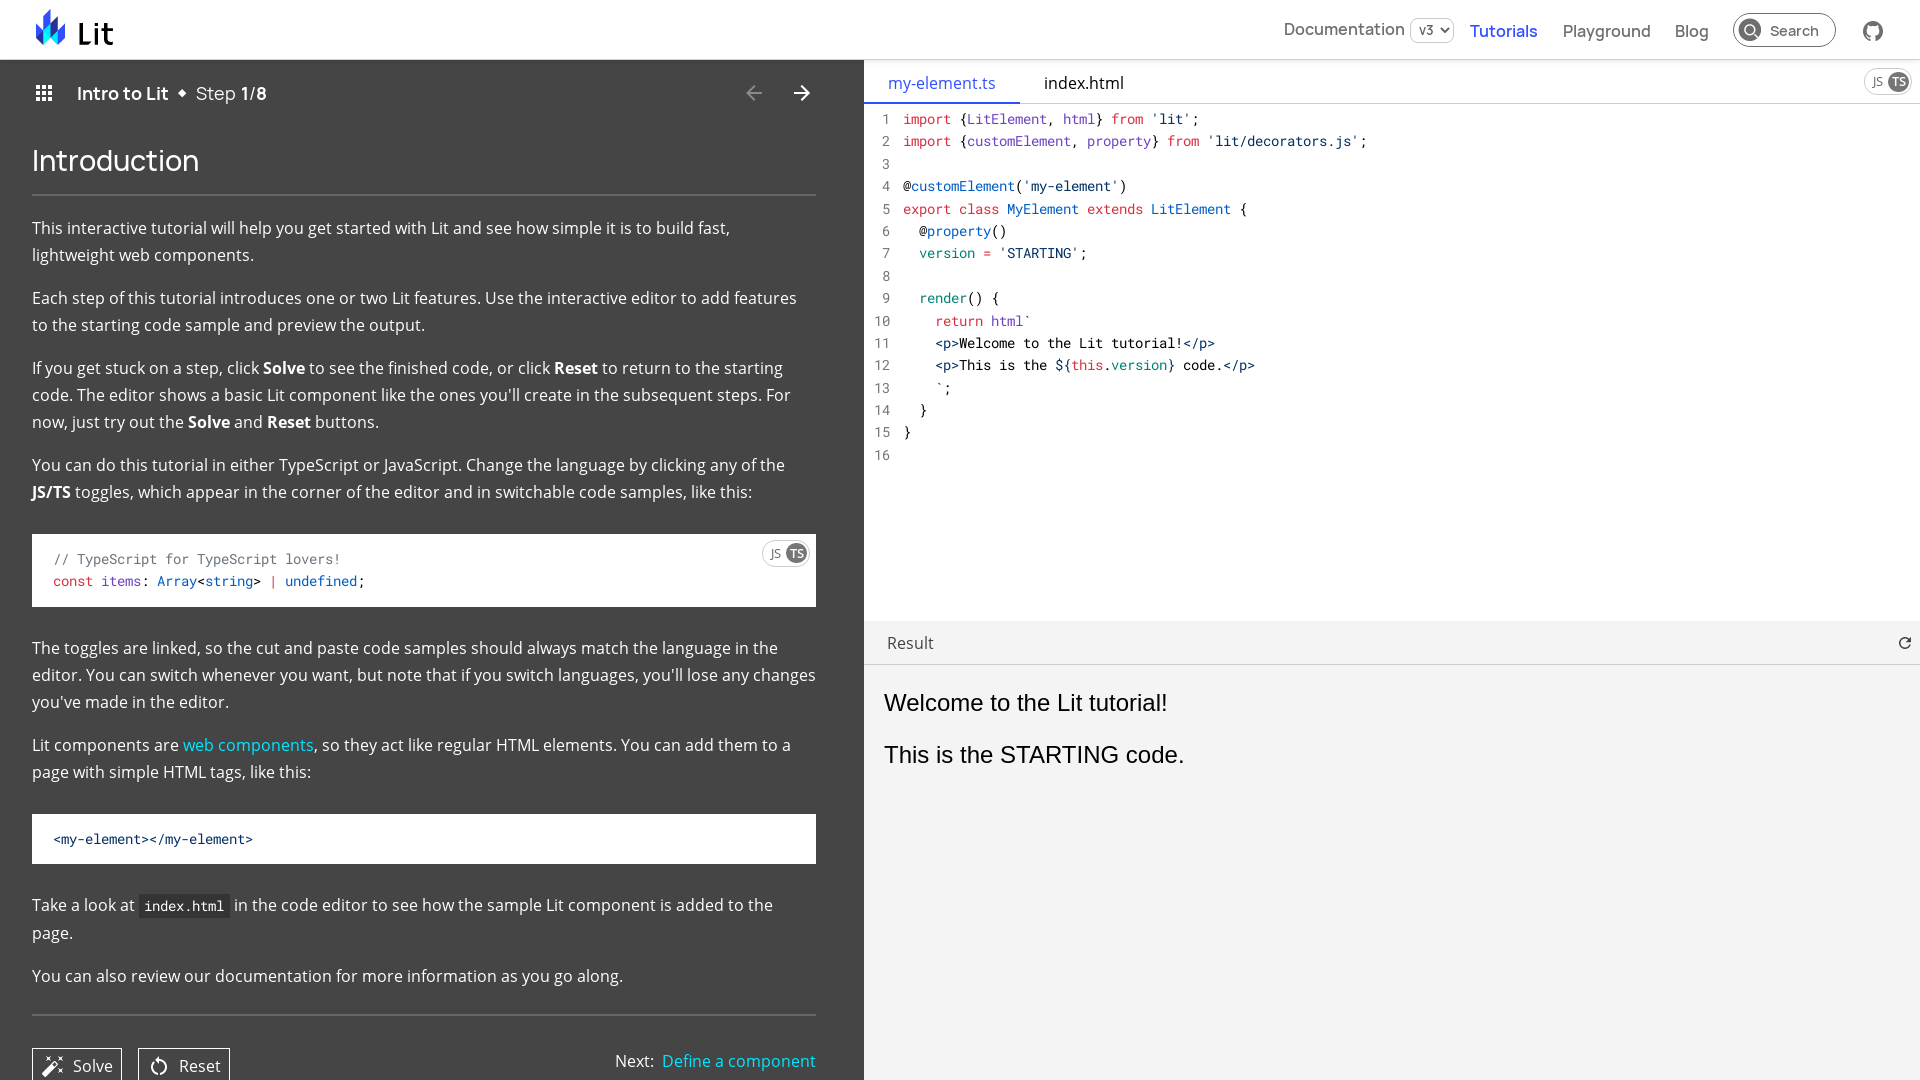 Lit
Documentation v3 Tutorials Playground Blog Search
Intro to Lit ◆ Step 1/8
Introduction
This interactive tutorial will help you get started with Lit and see how simple it is to build fast,
lightweight web components.
Each step of this tutorial introduces one or two Lit features. Use the interactive editor to add features
to the starting code sample and preview the output.
If you get stuck on a step, click Solve to see the finished code, or click Reset to return to the starting
code. The editor shows a basic Lit component like the ones you'll create in the subsequent steps. For
now, just try out the Solve and Reset buttons.
You can do this tutorial in either TypeScript or JavaScript. Change the language by clicking any of the
JS/TS toggles, which appear in the corner of the editor and in switchable code samples, like this:
JS TS
// TypeScript for TypeScript lovers!
const items: Array<string> | undefined;
The toggles are linked, so the cut and paste code samples should always match the language in the
editor. You can switch whenever you want, but note that if you switch languages, you'll lose any changes
you've made in the editor.
Lit components are web components, so they act like regular HTML elements. You can add them to a
page with simple HTML tags, like this:
<my-element></my-element>
Take a look at index.html in the code editor to see how the sample Lit component is added to the
page.
You can also review our documentation for more information as you go along.
Solve Reset
Next: Define a component
my-element.ts index.html
JS TS
1 import {LitElement, html} from 'lit';
2 import {customElement, property} from 'lit/decorators.js';
3
4 @customElement('my-element')
5 export class MyElement extends LitElement {
6   @property()
7   version = 'STARTING';
8
9   render() {
10     return html`
11     <p>Welcome to the Lit tutorial!</p>
12     <p>This is the ${this.version} code.</p>
13     `;
14   }
15 }
16
Result
Welcome to the Lit tutorial!
This is the STARTING code.